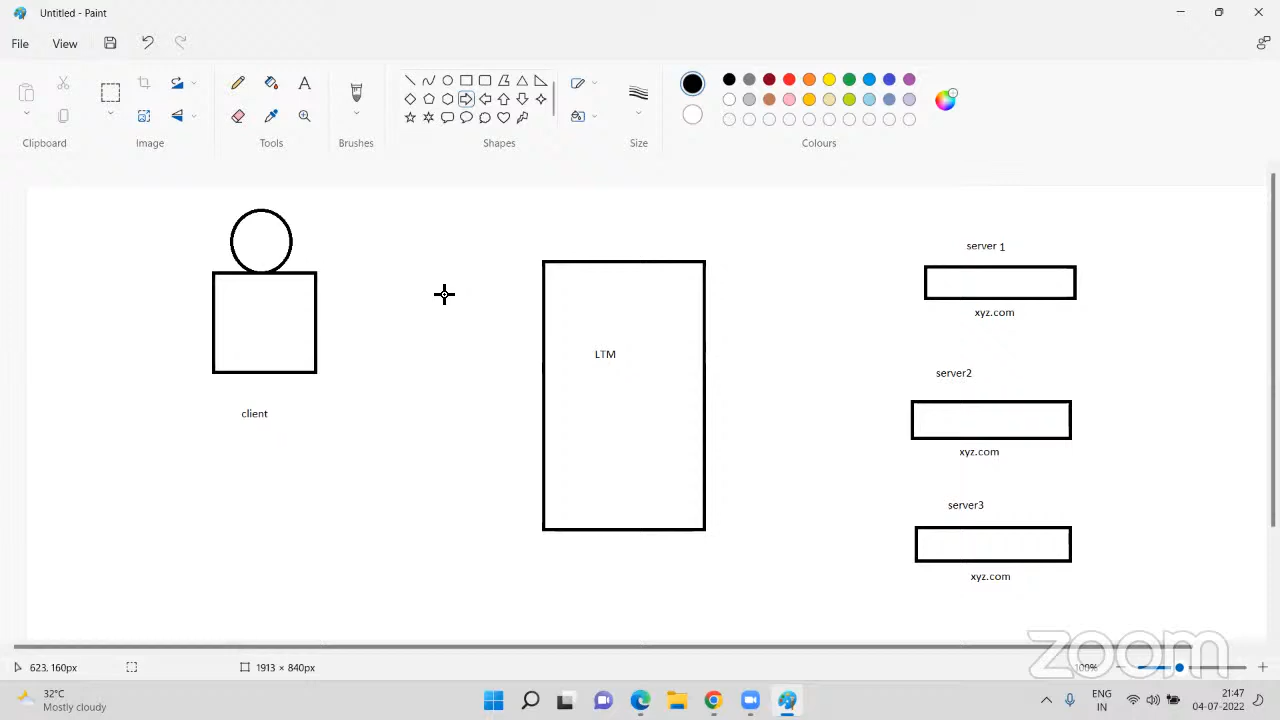 Untitled - Paint
File View
Clipboard Image Tools Brushes Shapes Size Colours
server 1
xyz.com
LTM
server2
client
xyz.com
server3
xyz.com
zoom
623, 160px 1913 × 840px 100%
32°C
Mostly cloudy
ENG
IN
21:47
04-07-2022